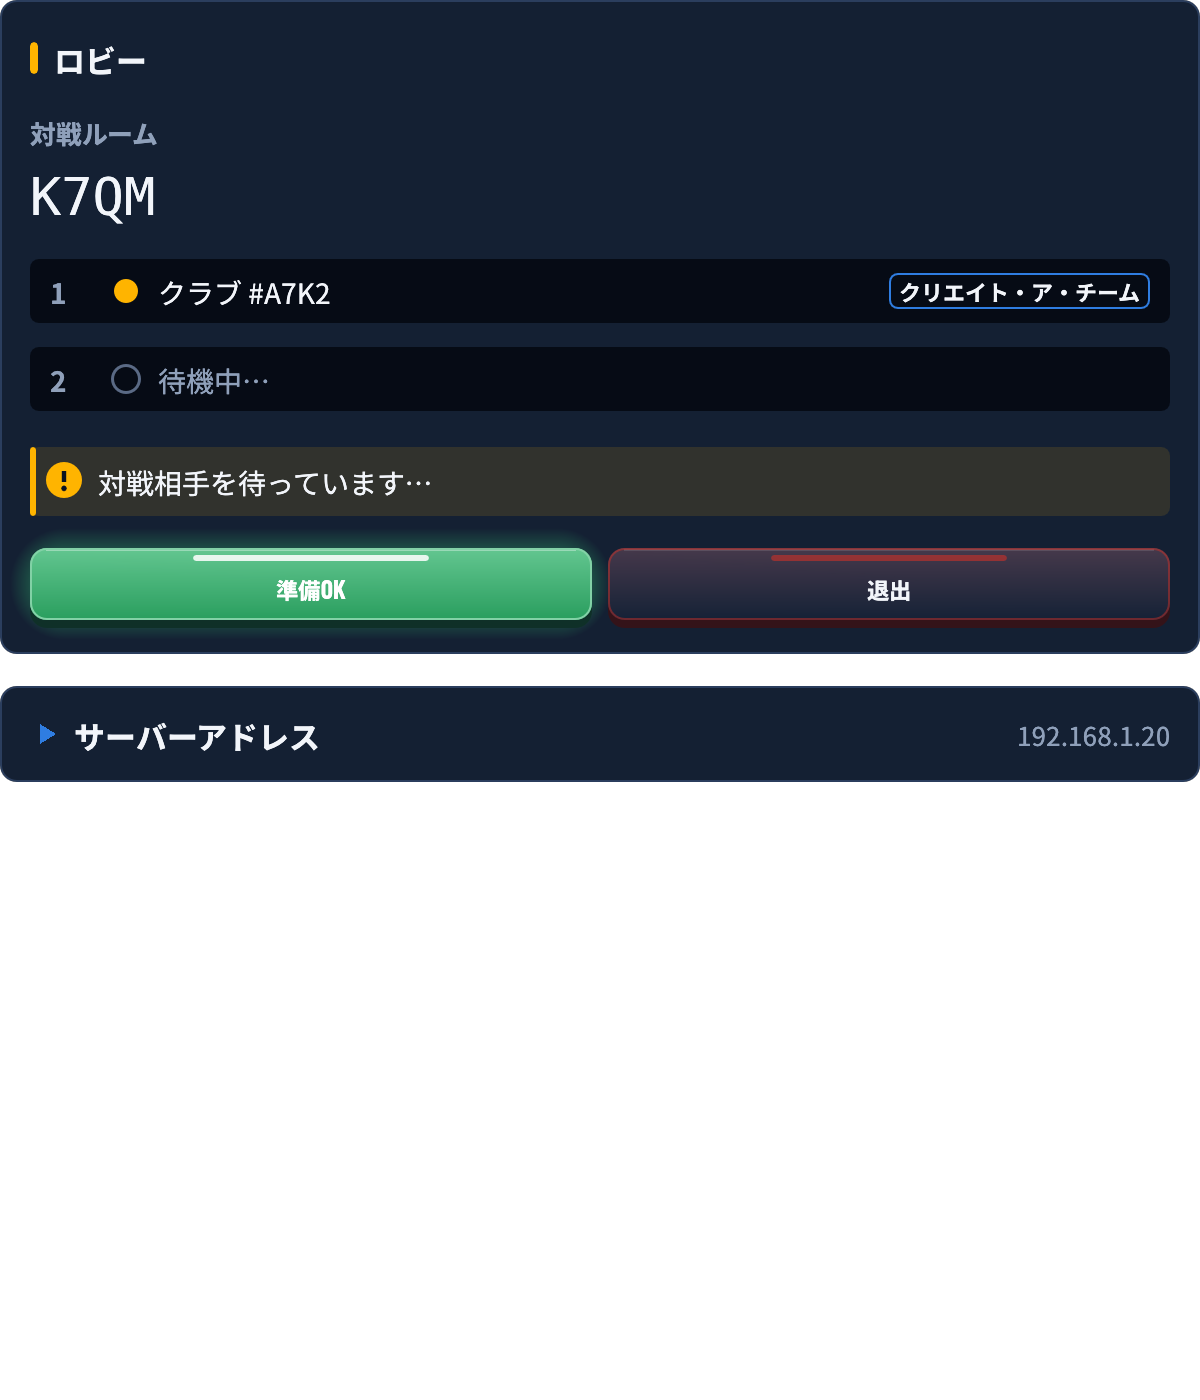 ロビー
対戦ルーム
K7QM
1 クラブ #A7K2 クリエイト・ア・チーム
2 待機中…
対戦相手を待っています…
準備OK 退出
サーバーアドレス 192.168.1.20